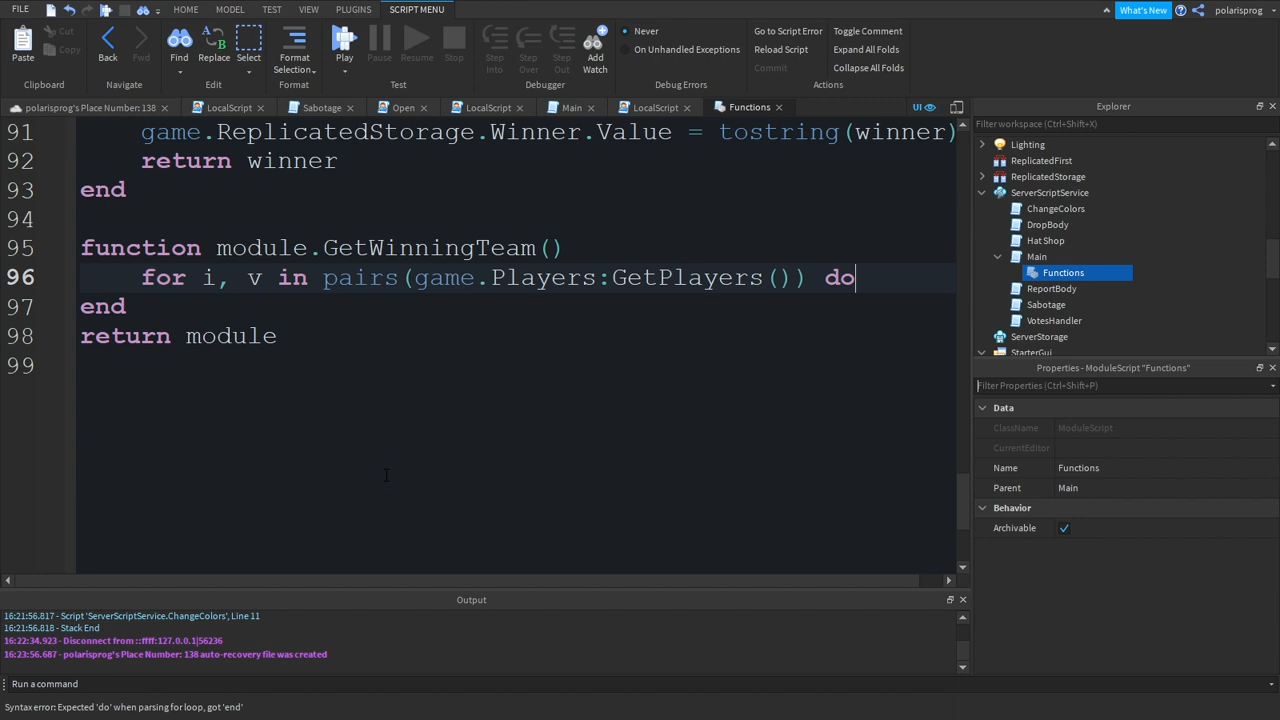 FILE HOME MODEL TEST VIEW PLUGINS SCRIPT MENU What's New polarisprog
Cut Go to Script Error Toggle Comment
Never
Copy On Unhandled Exceptions Reload Script Expand All Folds
Paste Back Fwd Find Replace Select Format Selection Play Pause Resume Stop Step Into Step Over Step Out Add Watch Commit Collapse All Folds
Clipboard Navigate Edit Format Test Debugger Debug Errors Actions
polarisprog's Place Number: 138 × LocalScript × Sabotage × Open × LocalScript × Main × LocalScript × Functions × UI
91 game.ReplicatedStorage.Winner.Value = tostring(winner)
92 return winner
93 end
94
95 function module.GetWinningTeam()
96 for i, v in pairs(game.Players:GetPlayers()) do
97 end
98 return module
99
Explorer
Filter workspace (Ctrl+Shift+X)
Lighting
ReplicatedFirst
ReplicatedStorage
ServerScriptService
ChangeColors
DropBody
Hat Shop
Main
Functions
ReportBody
Sabotage
VotesHandler
ServerStorage
StarterGui
Properties - ModuleScript "Functions"
Filter Properties (Ctrl+Shift+P)
Data
ClassName ModuleScript
CurrentEditor
Name Functions
Parent Main
Behavior
Archivable
Output
16:21:56.817 - Script 'ServerScriptService.ChangeColors', Line 11
16:21:56.818 - Stack End
16:22:34.923 - Disconnect from ::ffff:127.0.0.1|56236
16:23:56.687 - polarisprog's Place Number: 138 auto-recovery file was created
Run a command
Syntax error: Expected 'do' when parsing for loop, got 'end'